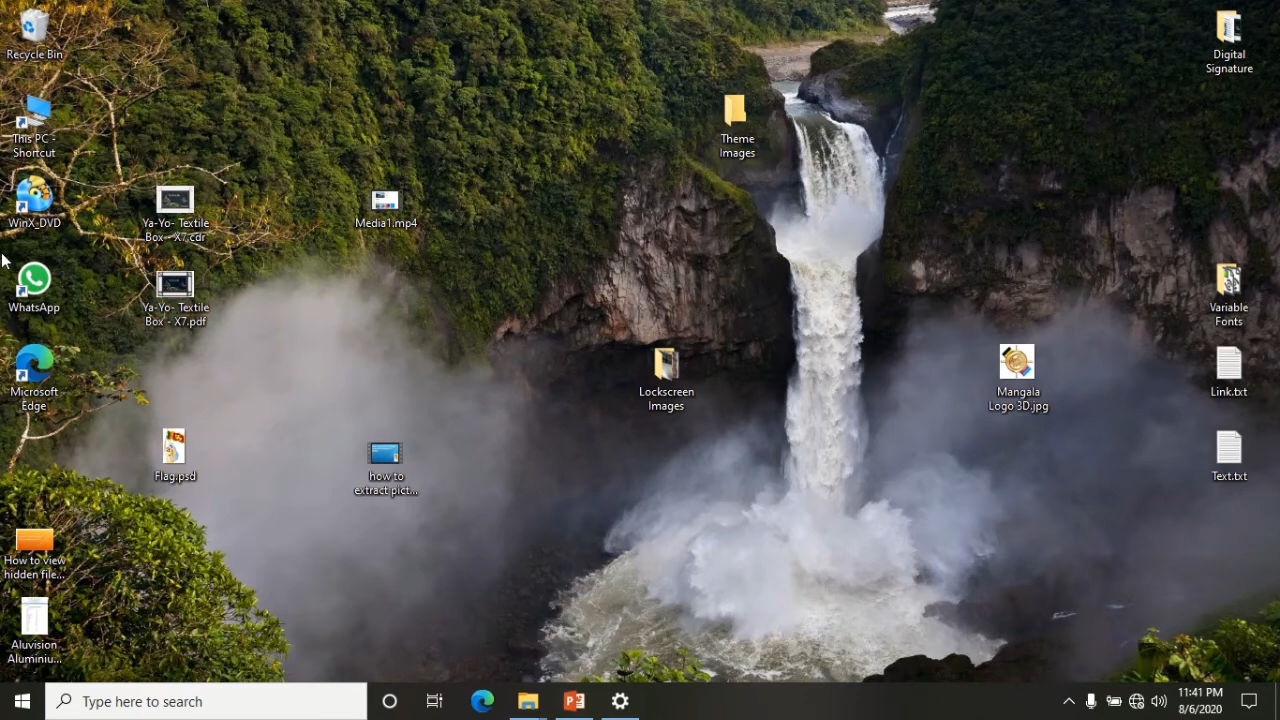 Recycle Bin
This PC -
Shortcut
WinX_DVD
WhatsApp
Microsoft
Edge
How to view
hidden file...
Aluvision
Aluminiu...
Ya-Yo- Textile
Box - X7.cdr
Ya-Yo- Textile
Box - X7.pdf
Flag.psd
Media1.mp4
how to
extract pict...
Lockscreen
Images
Theme
Images
Mangala
Logo 3D.jpg
Digital
Signature
Variable
Fonts
Link.txt
Text.txt
Type here to search
11:41 PM
8/6/2020